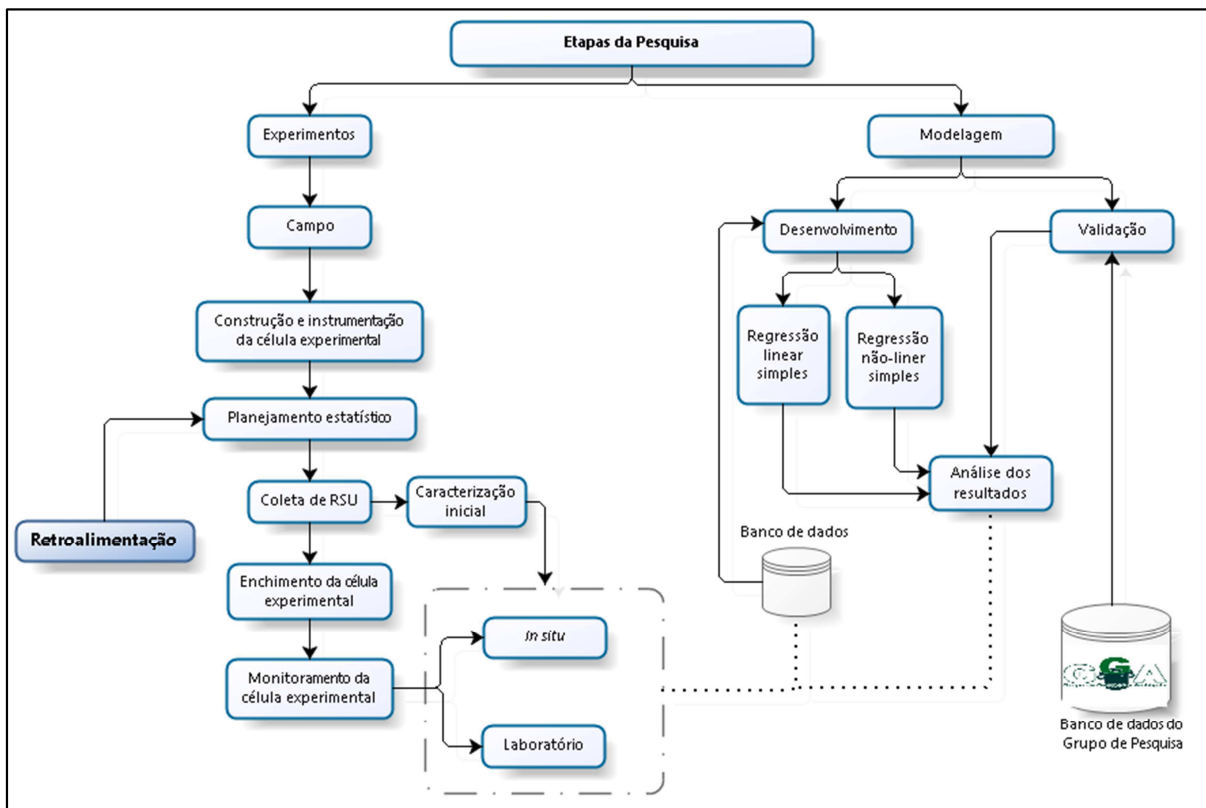 Etapas da Pesquisa
Experimentos
Modelagem
Campo
Desenvolvimento
Validação
Construção e instrumentação
da célula experimental
Regressão
linear
simples
Regressão
não-liner
simples
Planejamento estatístico
Coleta de RSU
Caracterização
inicial
Análise dos
resultados
Retroalimentação
Banco de dados
Enchimento da célula
experimental
In situ
Monitoramento da
célula experimental
Laboratório
GGA
Banco de dados do
Grupo de Pesquisa